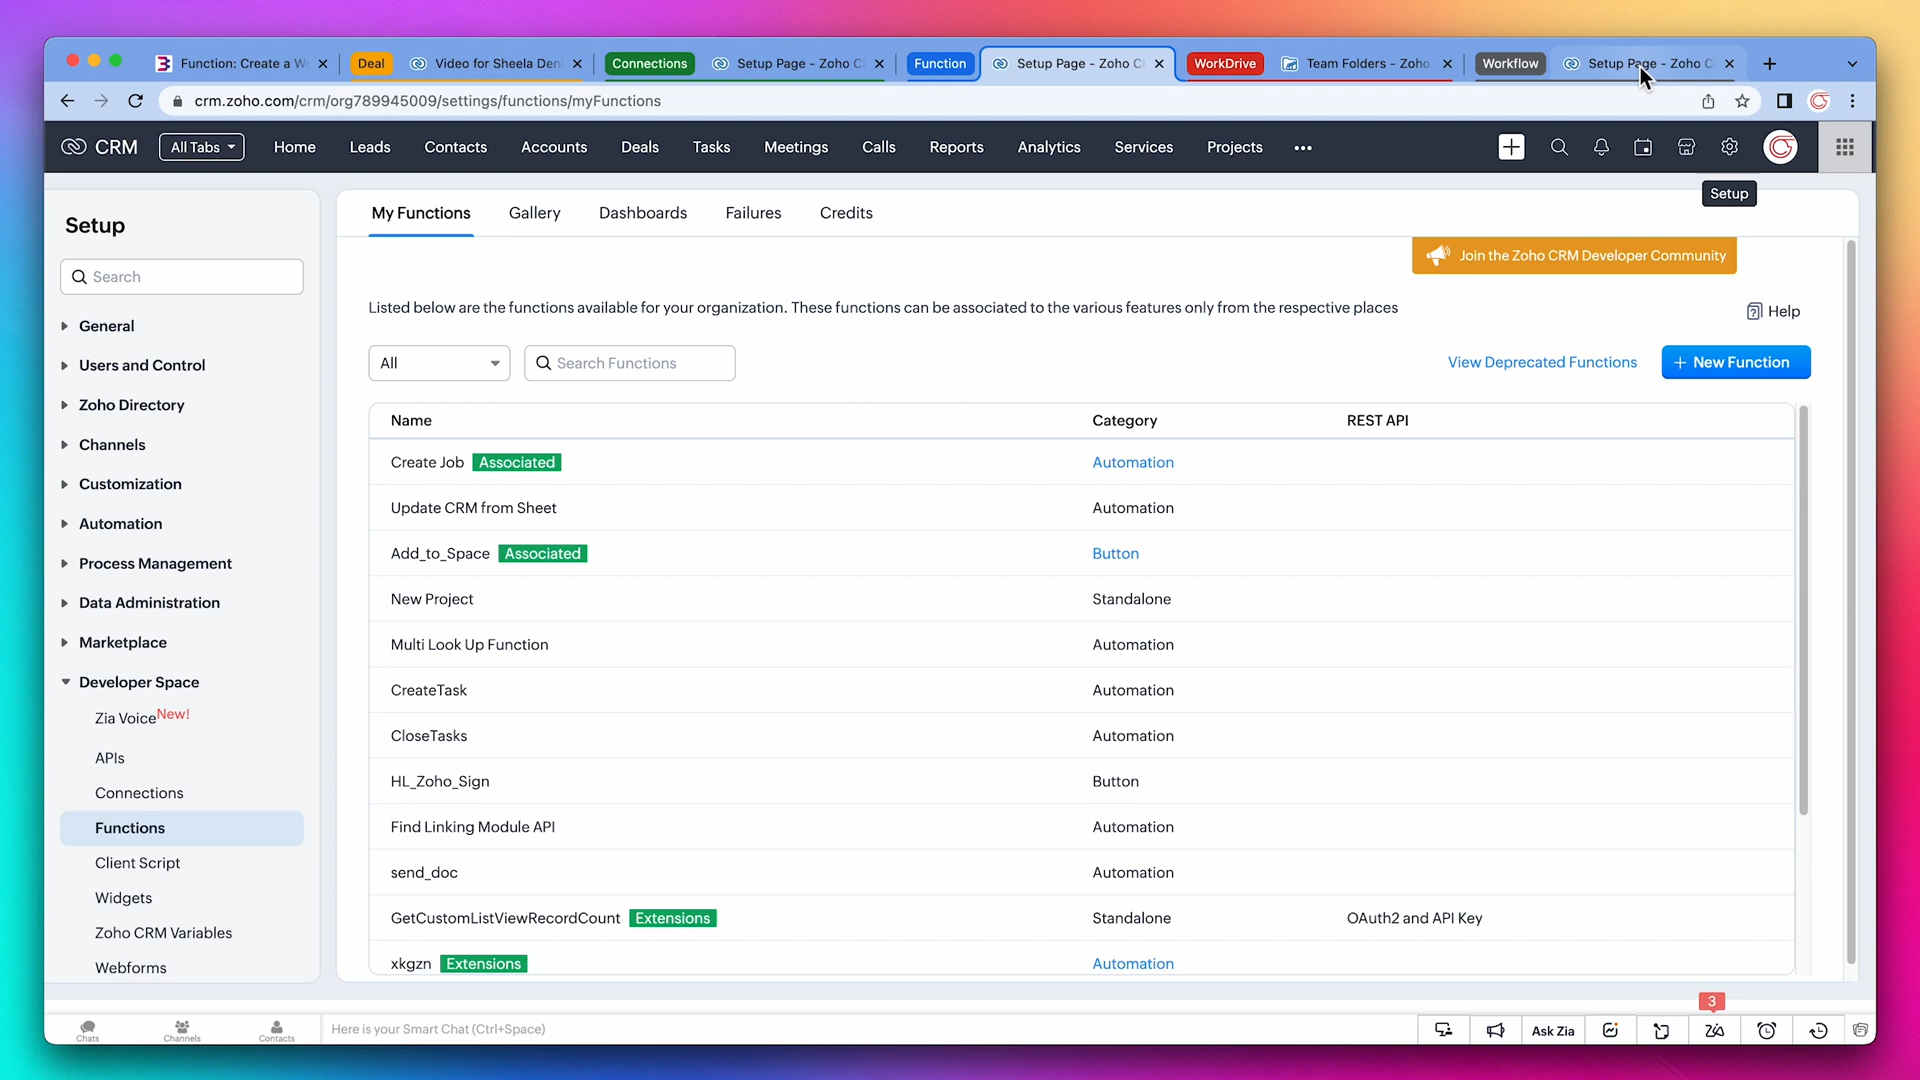 Function: Create a W
Deal
Video for Sheela Den
Connections
Setup Page - Zoho C
Function
Setup Page - Zoho C
WorkDrive
Team Folders - Zoho
Workflow
Setup Page - Zoho C
crm.zoho.com/crm/org789945009/settings/functions/myFunctions
CRM
All Tabs
Home
Leads
Contacts
Accounts
Deals
Tasks
Meetings
Calls
Reports
Analytics
Services
Projects
Setup
Setup
Search
General
Users and Control
Zoho Directory
Channels
Customization
Automation
Process Management
Data Administration
Marketplace
Developer Space
Zia Voice New!
APIs
Connections
Functions
Client Script
Widgets
Zoho CRM Variables
Webforms
My Functions
Gallery
Dashboards
Failures
Credits
Join the Zoho CRM Developer Community
Listed below are the functions available for your organization. These functions can be associated to the various features only from the respective places
Help
All
Search Functions
View Deprecated Functions
+ New Function
Name Category REST API
Create Job Associated Automation
Update CRM from Sheet Automation
Add_to_Space Associated Button
New Project Standalone
Multi Look Up Function Automation
CreateTask Automation
CloseTasks Automation
HL_Zoho_Sign Button
Find Linking Module API Automation
send_doc Automation
GetCustomListViewRecordCount Extensions Standalone OAuth2 and API Key
xkgzn Extensions Automation
3
Chats
Channels
Contacts
Here is your Smart Chat (Ctrl+Space)
Ask Zia